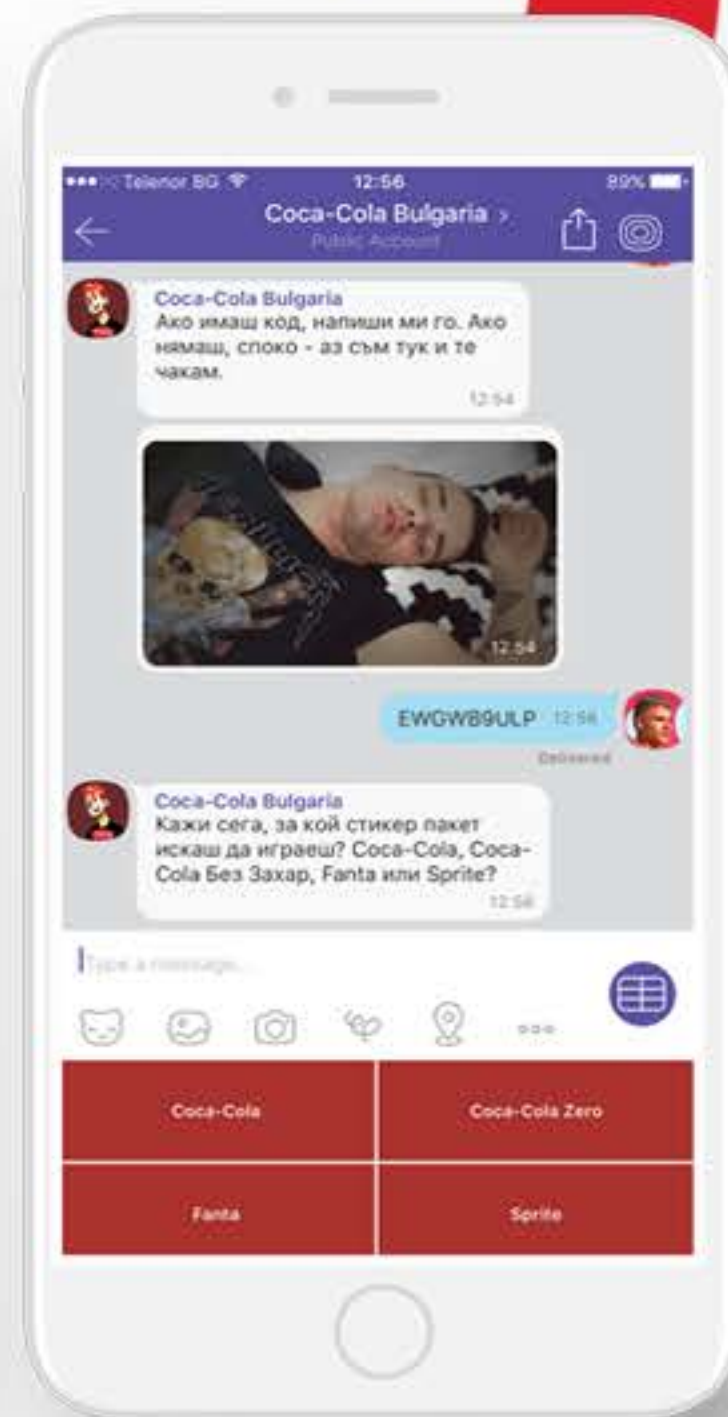 Telenor BG 12:56 89%
Coca-Cola Bulgaria >
Public Account
Coca-Cola Bulgaria
Ако имаш код, напиши ми го. Ако
нямаш, споко - аз съм тук и те
чакам.
12:54
12:54
EWGWB9ULP 12:56
Delivered
Coca-Cola Bulgaria
Кажи сега, за кой стикер пакет
искаш да играеш? Coca-Cola, Coca-
Cola Без Захар, Fanta или Sprite?
12:56
Type a message...
Coca-Cola Coca-Cola Zero
Fanta Sprite